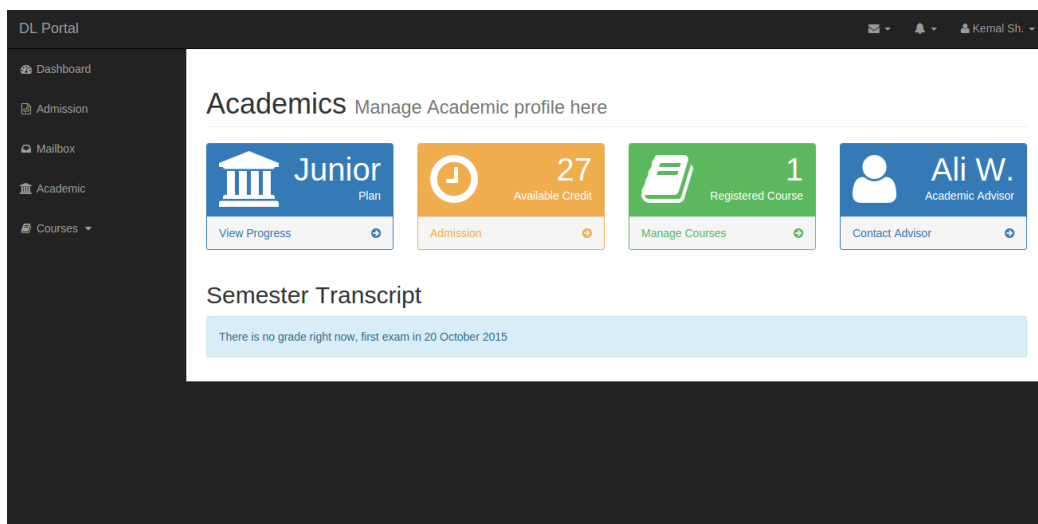 DL Portal
Kemal Sh.
Dashboard
Admission
Mailbox
Academic
Courses
Academics Manage Academic profile here
Junior
Plan
View Progress
27
Available Credit
Admission
1
Registered Course
Manage Courses
Ali W.
Academic Advisor
Contact Advisor
Semester Transcript
There is no grade right now, first exam in 20 October 2015